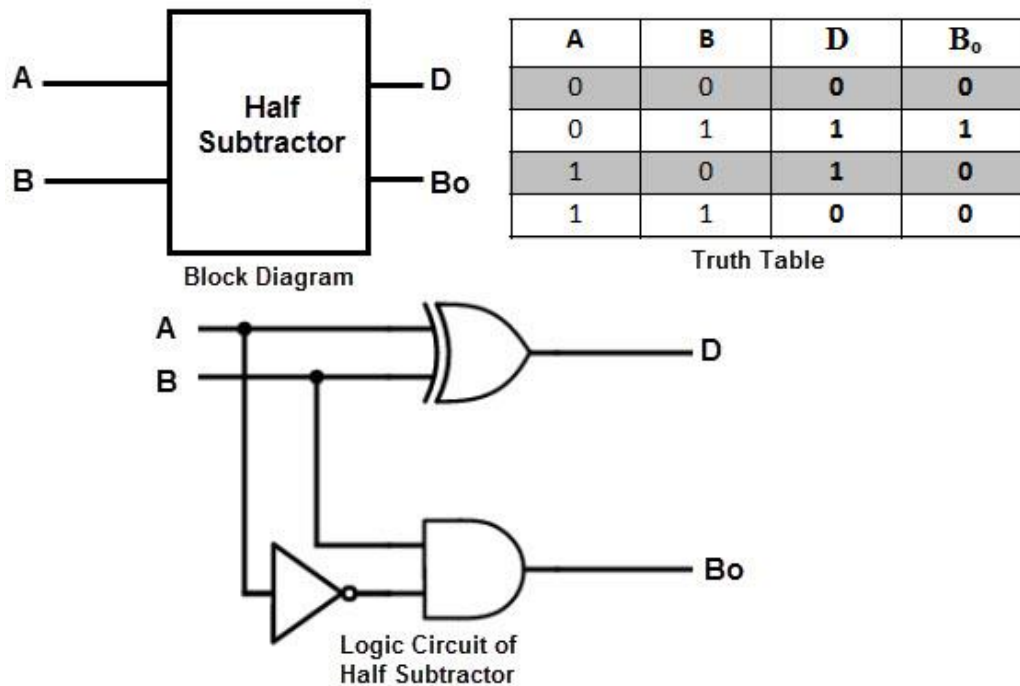 A
B
Half
Subtractor
D
Bo
Block Diagram
A B D Bₒ
0 0 0 0
0 1 1 1
1 0 1 0
1 1 0 0
Truth Table
A
B
D
Bo
Logic Circuit of
Half Subtractor